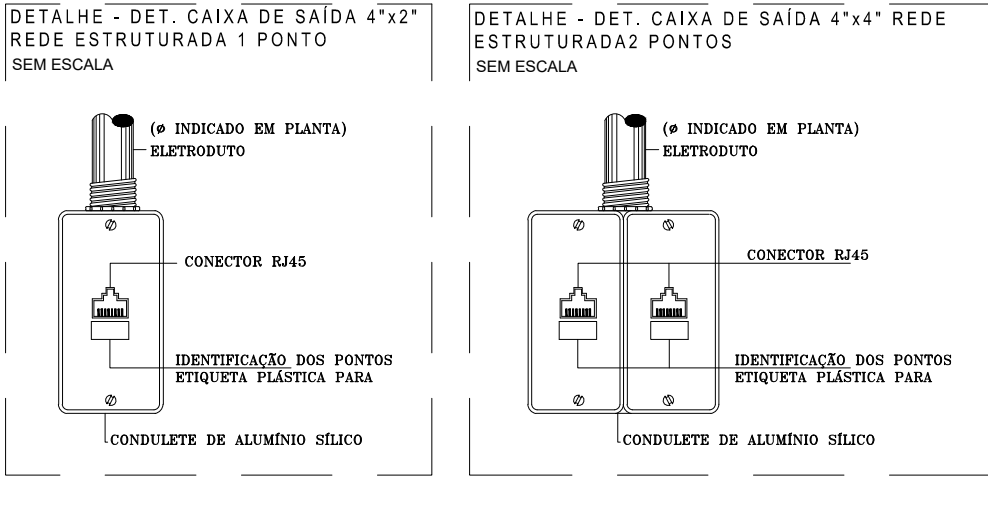 DETALHE - DET. CAIXA DE SAÍDA 4"x2"
REDE ESTRUTURADA 1 PONTO
SEM ESCALA
(ø INDICADO EM PLANTA)
ELETRODUTO
CONECTOR RJ45
IDENTIFICAÇÃO DOS PONTOS
ETIQUETA PLÁSTICA PARA
CONDULETE DE ALUMÍNIO SÍLICO
DETALHE - DET. CAIXA DE SAÍDA 4"x4" REDE
ESTRUTURADA2 PONTOS
SEM ESCALA
(ø INDICADO EM PLANTA)
ELETRODUTO
CONECTOR RJ45
IDENTIFICAÇÃO DOS PONTOS
ETIQUETA PLÁSTICA PARA
CONDULETE DE ALUMÍNIO SÍLICO